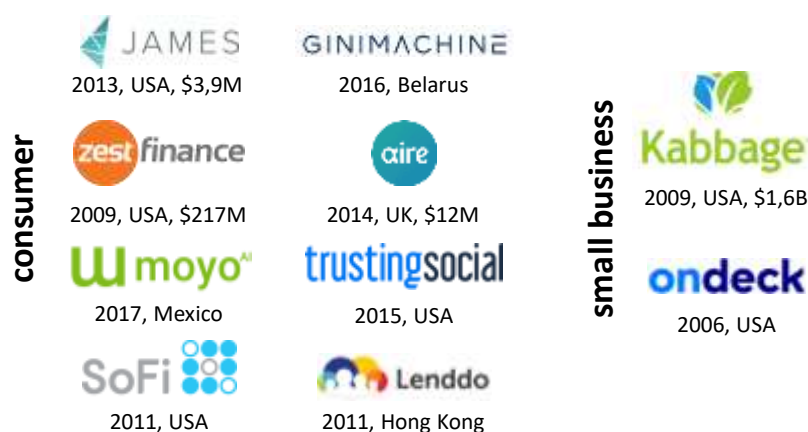 consumer
JAMES
2013, USA, $3,9M
GINIMACHINE
2016, Belarus
zest finance
2009, USA, $217M
aire
2014, UK, $12M
moyo AI
2017, Mexico
trustingsocial
2015, USA
SoFi
2011, USA
Lenddo
2011, Hong Kong
small business
Kabbage
2009, USA, $1,6B
ondeck
2006, USA